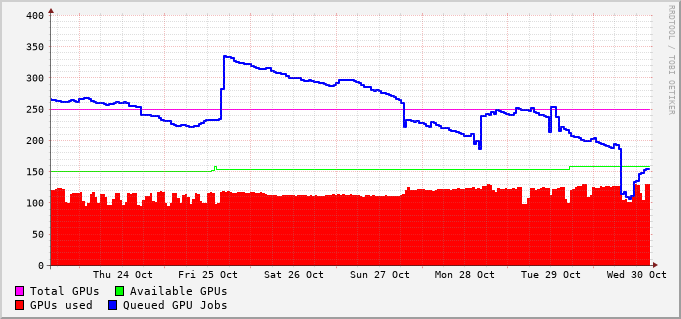 400
350
300
250
200
150
100
50
0
Thu 24 Oct Fri 25 Oct Sat 26 Oct Sun 27 Oct Mon 28 Oct Tue 29 Oct Wed 30 Oct
Total GPUs Available GPUs
GPUs used Queued GPU Jobs
RRDTOOL / TOBI OETIKER